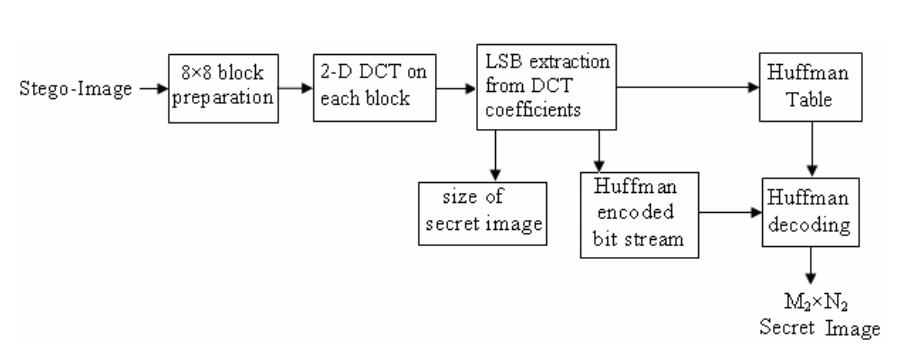 Stego-Image
8×8 block
preparation
2-D DCT on
each block
LSB extraction
from DCT
coefficients
Huffman
Table
size of
secret image
Huffman
encoded
bit stream
Huffman
decoding
M₂×N₂
Secret Image